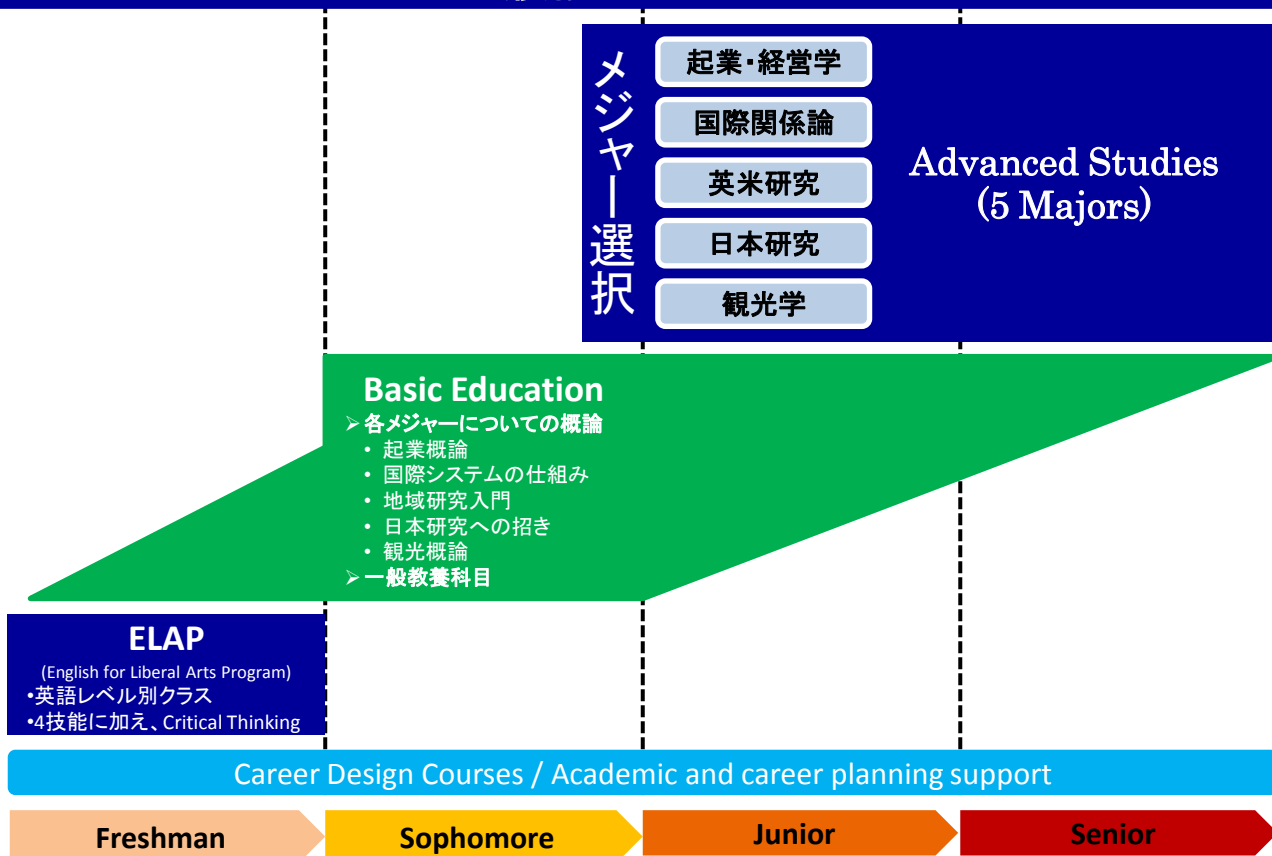 メジャー選択
起業・経営学
国際関係論
英米研究
日本研究
観光学
Advanced Studies
(5 Majors)
Basic Education
➢ 各メジャーについての概論
• 起業概論
• 国際システムの仕組み
• 地域研究入門
• 日本研究への招き
• 観光概論
➢ 一般教養科目
ELAP
(English for Liberal Arts Program)
•英語レベル別クラス
•4技能に加え、Critical Thinking
Career Design Courses / Academic and career planning support
Freshman
Sophomore
Junior
Senior